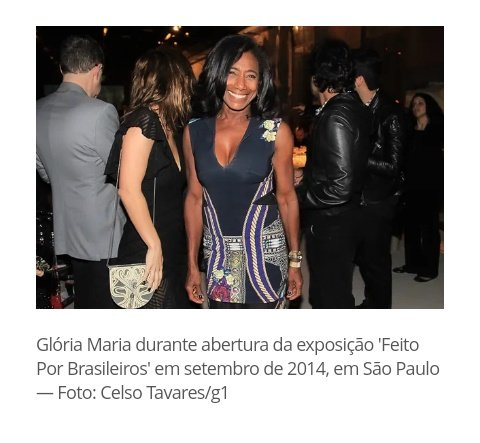 Glória Maria durante abertura da exposição 'Feito
Por Brasileiros' em setembro de 2014, em São Paulo
— Foto: Celso Tavares/g1